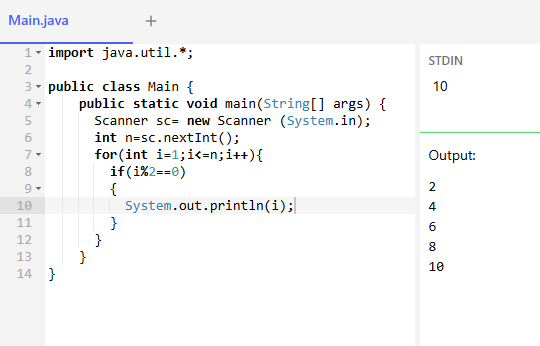 Main.java +
1 import java.util.*;
2
3 public class Main {
4 public static void main(String[] args) {
5 Scanner sc= new Scanner (System.in);
6 int n=sc.nextInt();
7 for(int i=1;i<=n;i++){
8 if(i%2==0)
9 {
10 System.out.println(i);
11 }
12 }
13 }
14 }
STDIN
10
Output:
2
4
6
8
10